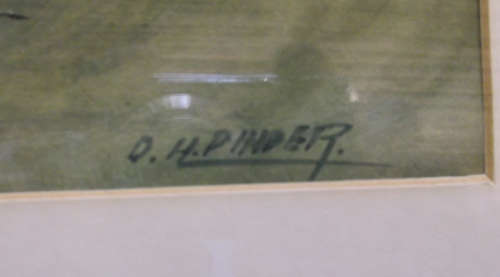 D. H. PINDER.